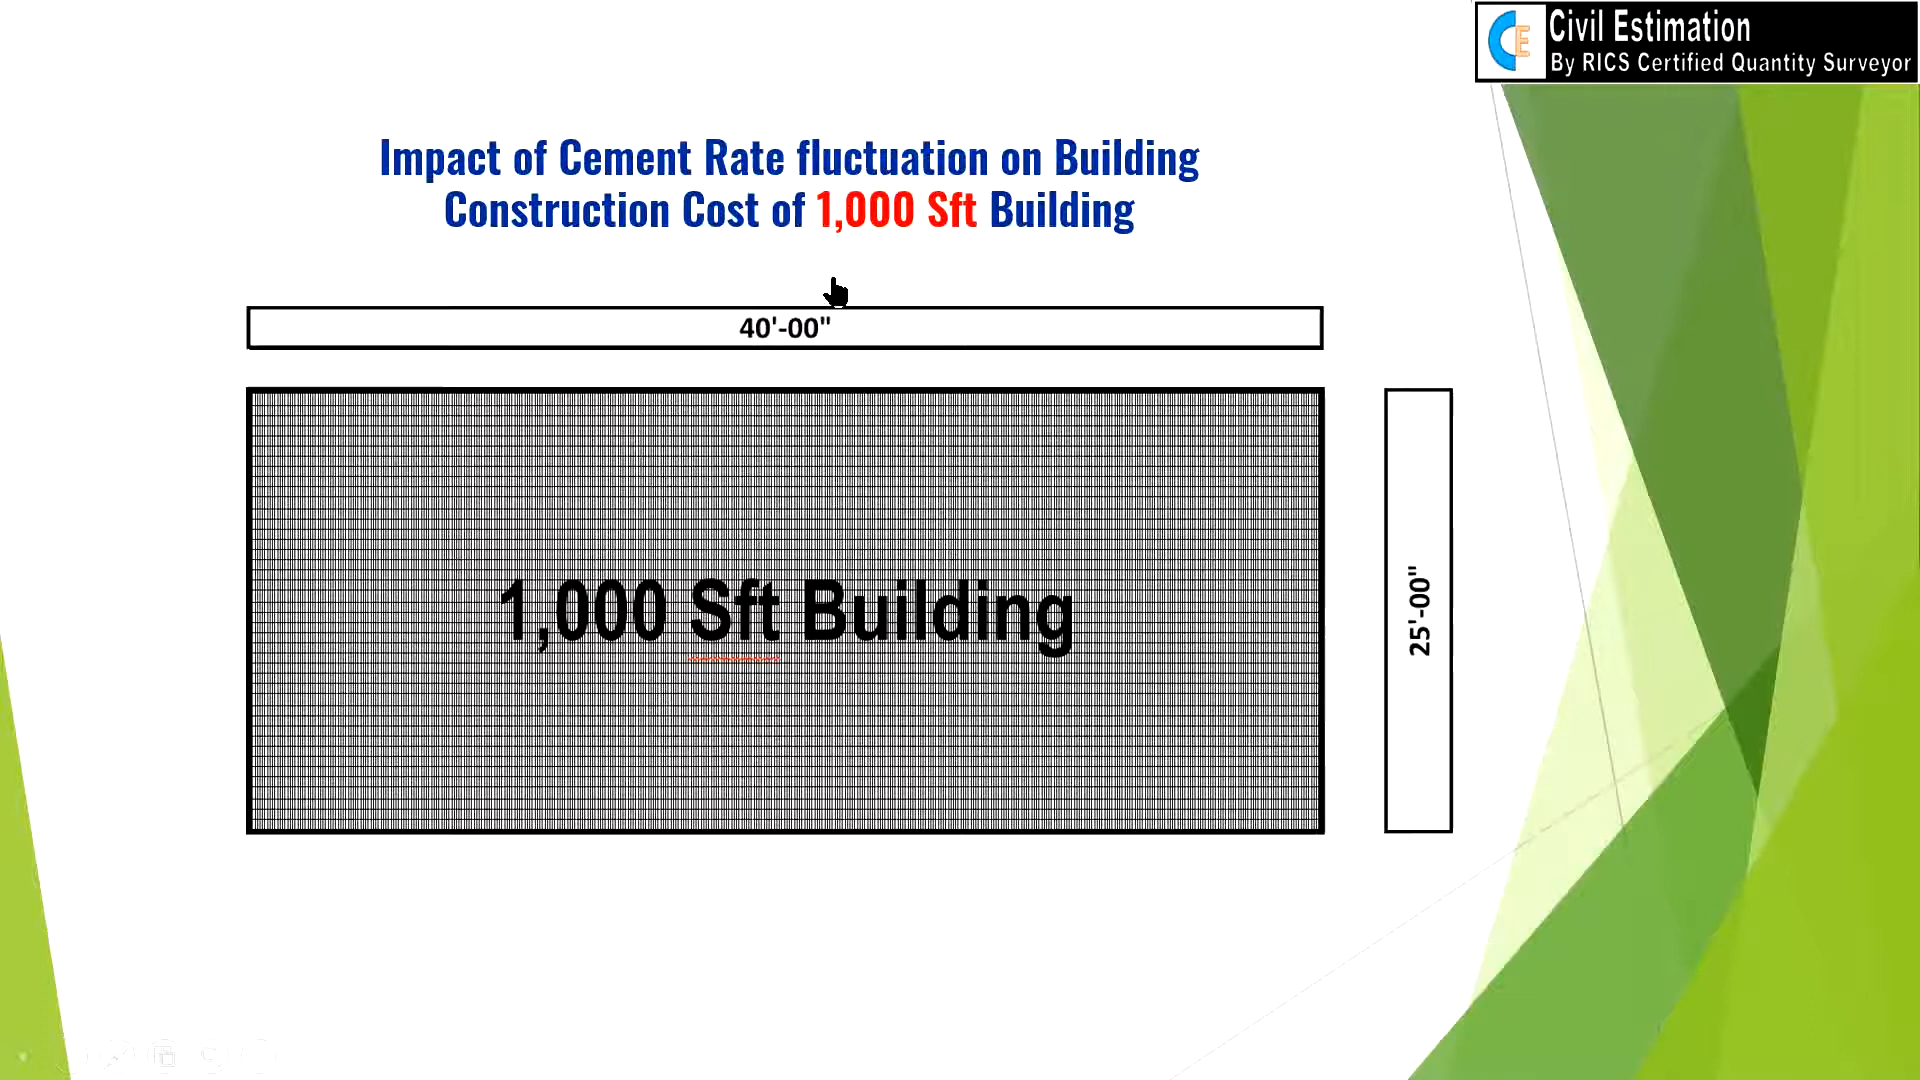 Civil Estimation
By RICS Certified Quantity Surveyor
Impact of Cement Rate fluctuation on Building
Construction Cost of 1,000 Sft Building
40'-00"
1,000 Sft Building
25'-00"